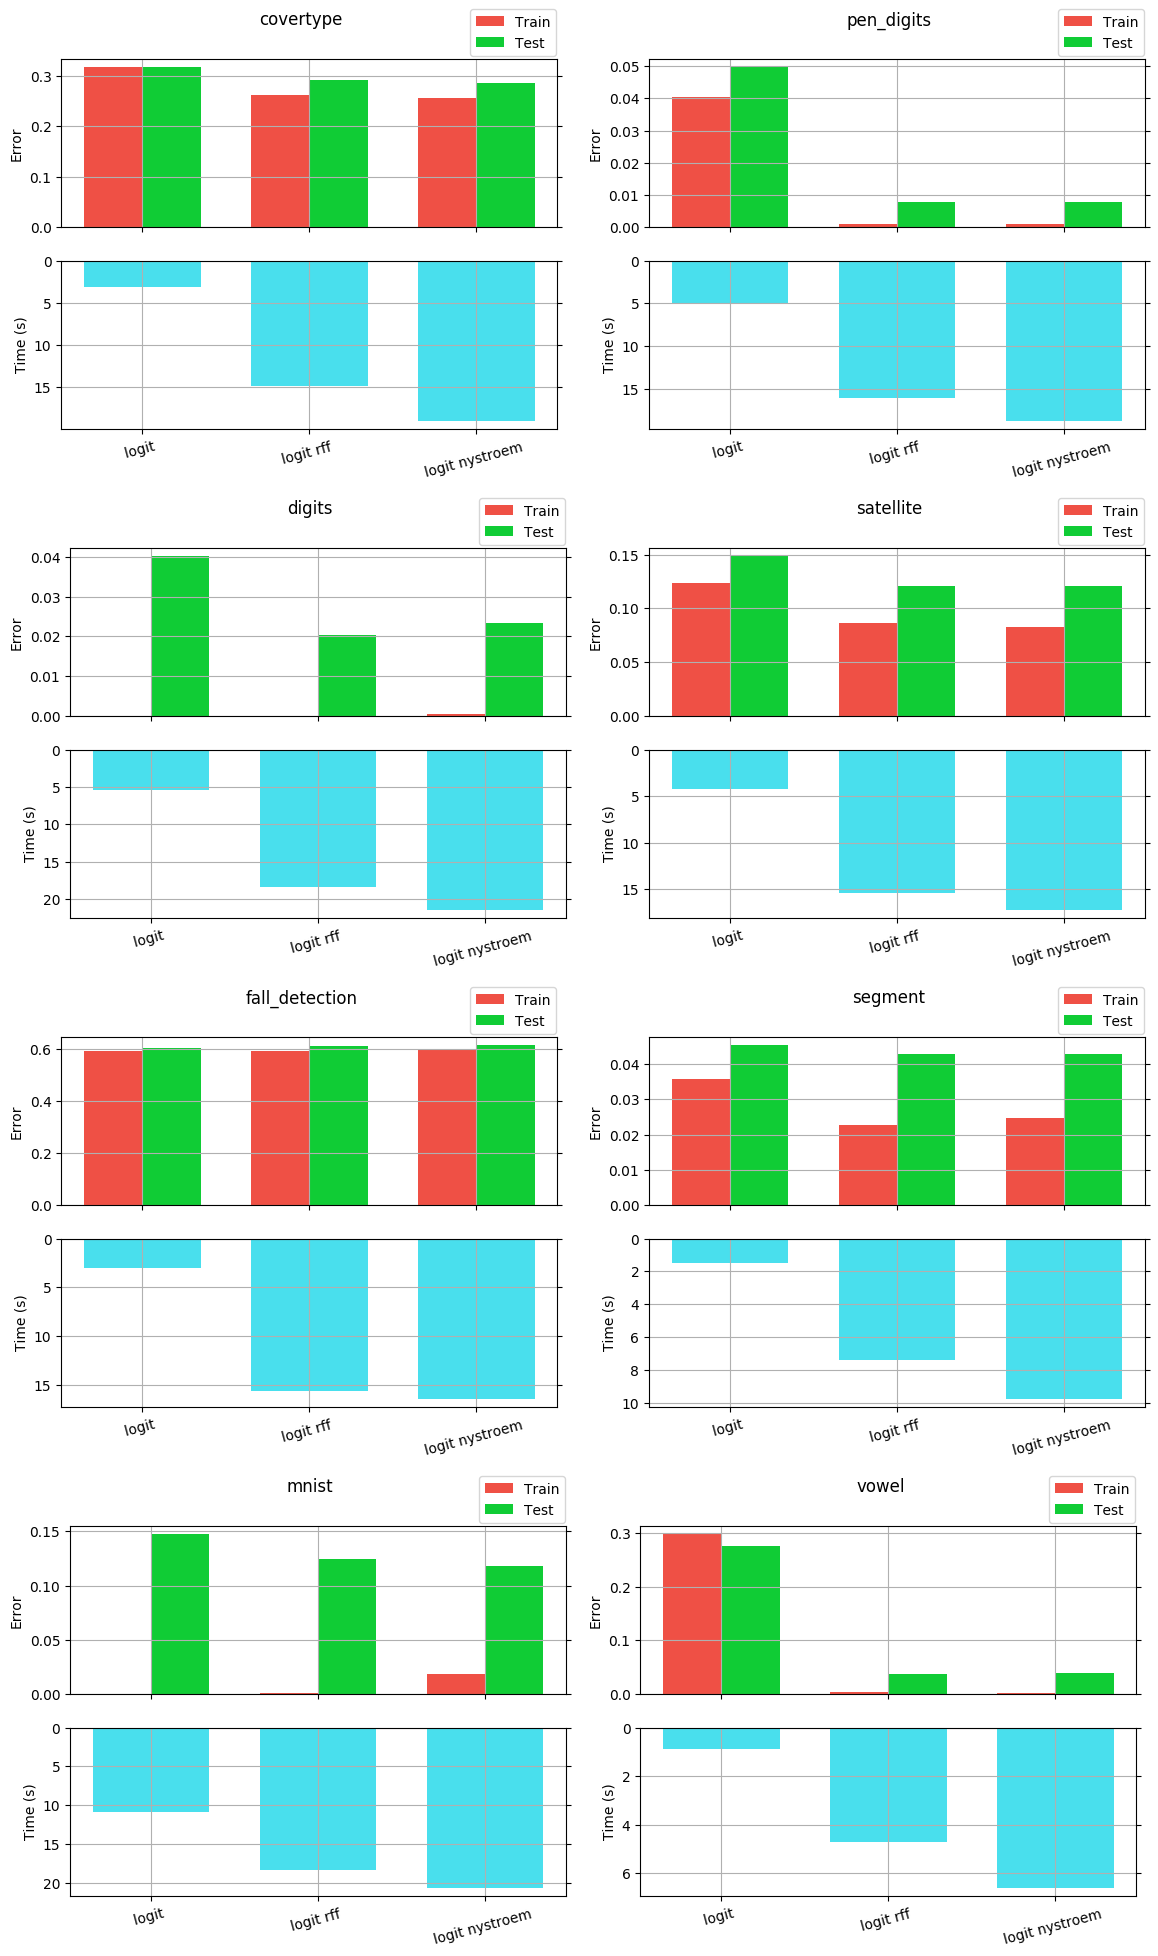 covertype
Train
Test
Error
0.3
0.2
0.1
0.0
Time (s)
0
5
10
15
logit
logit rff
logit nystroem
pen_digits
Train
Test
Error
0.05
0.04
0.03
0.02
0.01
0.00
Time (s)
0
5
10
15
logit
logit rff
logit nystroem
digits
Train
Test
Error
0.04
0.03
0.02
0.01
0.00
Time (s)
0
5
10
15
20
logit
logit rff
logit nystroem
satellite
Train
Test
Error
0.15
0.10
0.05
0.00
Time (s)
0
5
10
15
logit
logit rff
logit nystroem
fall_detection
Train
Test
Error
0.6
0.4
0.2
0.0
Time (s)
0
5
10
15
logit
logit rff
logit nystroem
segment
Train
Test
Error
0.04
0.03
0.02
0.01
0.00
Time (s)
0
2
4
6
8
10
logit
logit rff
logit nystroem
mnist
Train
Test
Error
0.15
0.10
0.05
0.00
Time (s)
0
5
10
15
20
logit
logit rff
logit nystroem
vowel
Train
Test
Error
0.3
0.2
0.1
0.0
Time (s)
0
2
4
6
logit
logit rff
logit nystroem